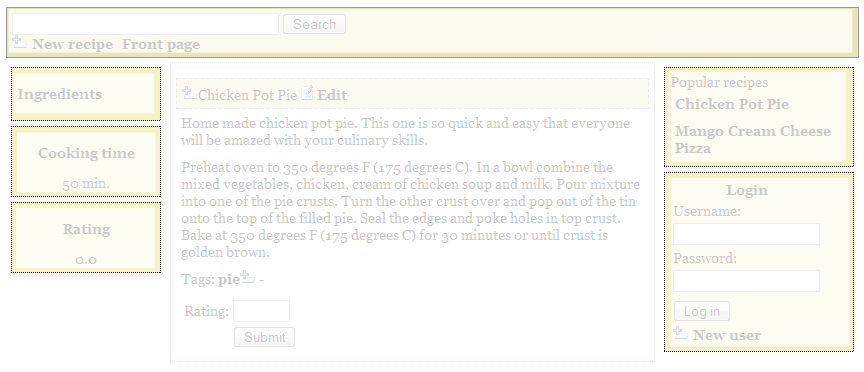 Search
New recipe Front page
Ingredients
Cooking time
50 min.
Rating
0.0
Chicken Pot Pie Edit
Home made chicken pot pie. This one is so quick and easy that everyone
will be amazed with your culinary skills.
Preheat oven to 350 degrees F (175 degrees C). In a bowl combine the
mixed vegetables, chicken, cream of chicken soup and milk. Pour mixture
into one of the pie crusts. Turn the other crust over and pop out of the tin
onto the top of the filled pie. Seal the edges and poke holes in top crust.
Bake at 350 degrees F (175 degrees C) for 30 minutes or until crust is
golden brown.
Tags: pie -
Rating:
Submit
Popular recipes
Chicken Pot Pie
Mango Cream Cheese
Pizza
Login
Username:
Password:
Log in
New user